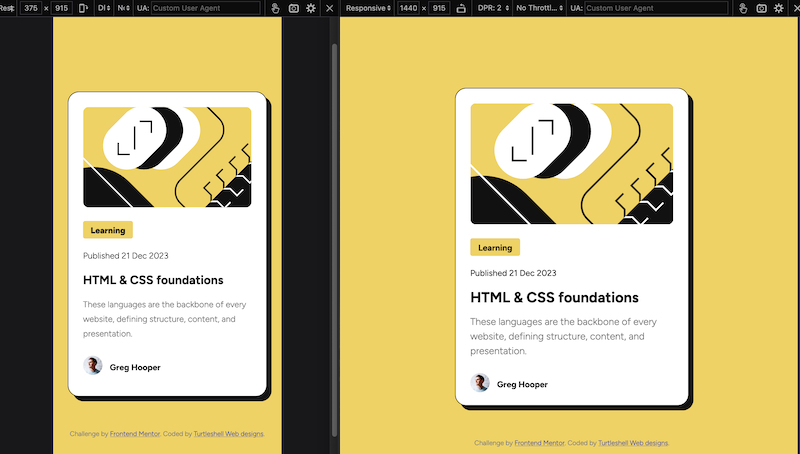 375 × 915 UA: Custom User Agent
Responsive 1440 × 915 DPR: 2 No Throttl... UA: Custom User Agent
Learning
Published 21 Dec 2023
HTML & CSS foundations
These languages are the backbone of every
website, defining structure, content, and
presentation.
Greg Hooper
Challenge by Frontend Mentor. Coded by Turtleshell Web designs.
Learning
Published 21 Dec 2023
HTML & CSS foundations
These languages are the backbone of every
website, defining structure, content, and
presentation.
Greg Hooper
Challenge by Frontend Mentor. Coded by Turtleshell Web designs.